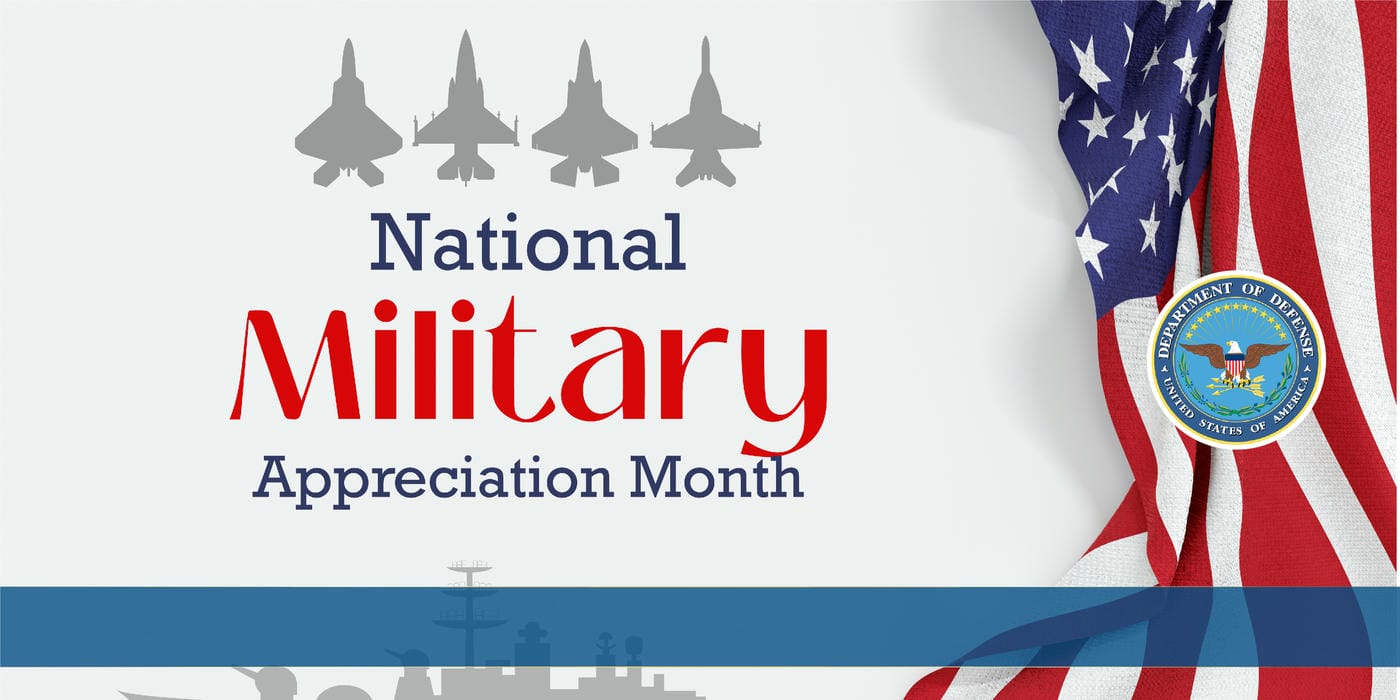 National
Military
Appreciation Month
DEPARTMENT OF DEFENSE
UNITED STATES OF AMERICA